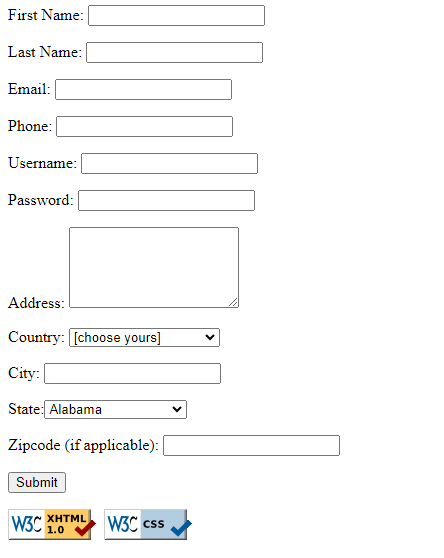 First Name:
Last Name:
Email:
Phone:
Username:
Password:
Address:
Country: [choose yours]
City:
State: Alabama
Zipcode (if applicable):
Submit
W3C XHTML 1.0 W3C css